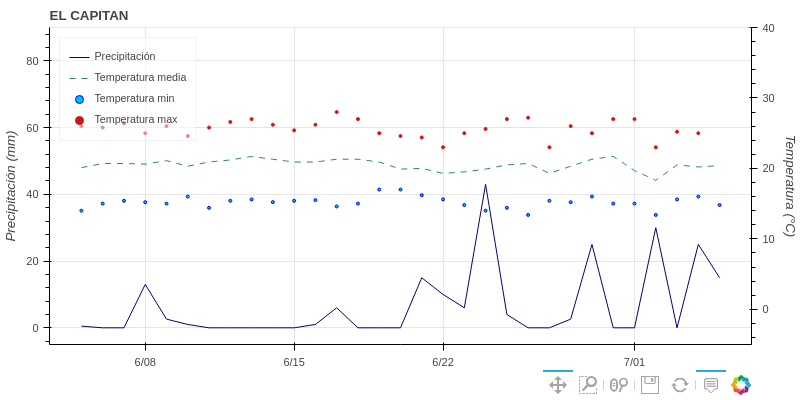 EL CAPITAN
Precipitación
Temperatura media
Temperatura min
Temperatura max
Precipitación (mm)
80
60
40
20
0
40
30
20
10
0
Temperatura (°C)
6/08
6/15
6/22
7/01